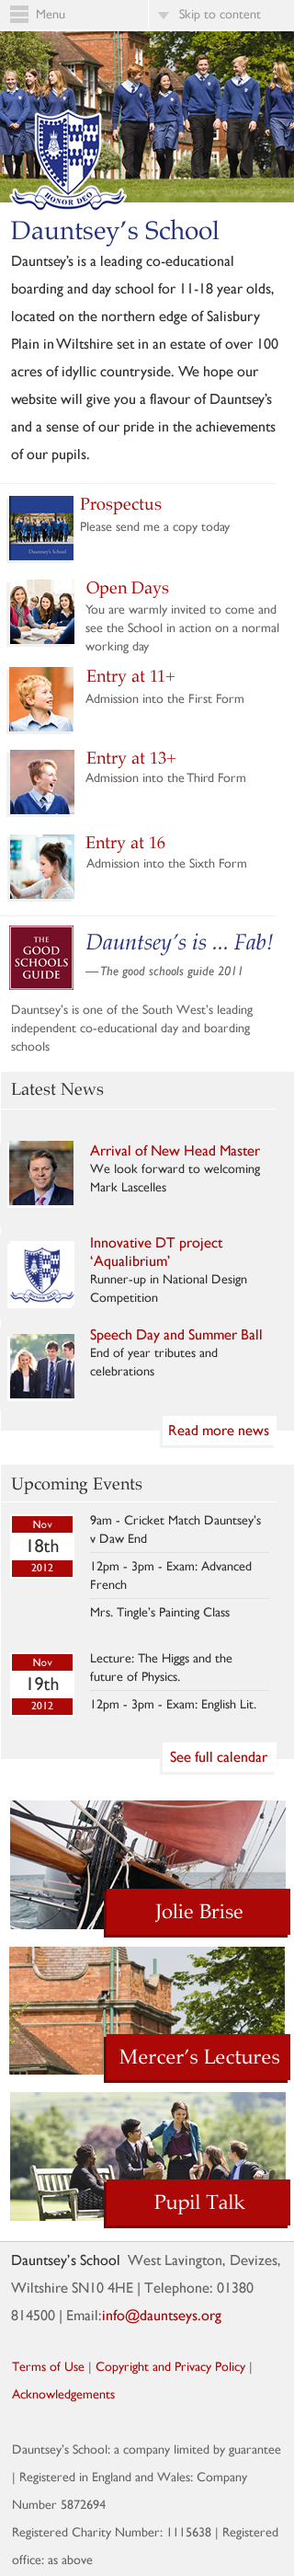 Menu
Skip to content
HONOR DEO
Dauntsey's School
Dauntsey's is a leading co-educational
boarding and day school for 11-18 year olds,
located on the northern edge of Salisbury
Plain in Wiltshire set in an estate of over 100
acres of idyllic countryside. We hope our
website will give you a flavour of Dauntsey's
and a sense of our pride in the achievements
of our pupils.
Dauntsey's School
Prospectus
Please send me a copy today
Open Days
You are warmly invited to come and
see the School in action on a normal
working day
Entry at 11+
Admission into the First Form
Entry at 13+
Admission into the Third Form
Entry at 16
Admission into the Sixth Form
THE
GOOD
SCHOOLS
GUIDE
Dauntsey's is ... Fab!
— The good schools guide 2011
Dauntsey's is one of the South West's leading
independent co-educational day and boarding
schools
Latest News
Arrival of New Head Master
We look forward to welcoming
Mark Lascelles
Innovative DT project
‘Aqualibrium’
Runner-up in National Design
Competition
HONOR DEO
Speech Day and Summer Ball
End of year tributes and
celebrations
Read more news
Upcoming Events
Nov
18th
2012
9am - Cricket Match Dauntsey's
v Daw End
12pm - 3pm - Exam: Advanced
French
Mrs. Tingle's Painting Class
Nov
19th
2012
Lecture: The Higgs and the
future of Physics.
12pm - 3pm - Exam: English Lit.
See full calendar
Jolie Brise
Mercer's Lectures
Pupil Talk
Dauntsey's School West Lavington, Devizes,
Wiltshire SN10 4HE | Telephone: 01380
814500 | Email:info@dauntseys.org
Terms of Use | Copyright and Privacy Policy |
Acknowledgements
Dauntsey's School: a company limited by guarantee
| Registered in England and Wales: Company
Number 5872694
Registered Charity Number: 1115638 | Registered
office: as above